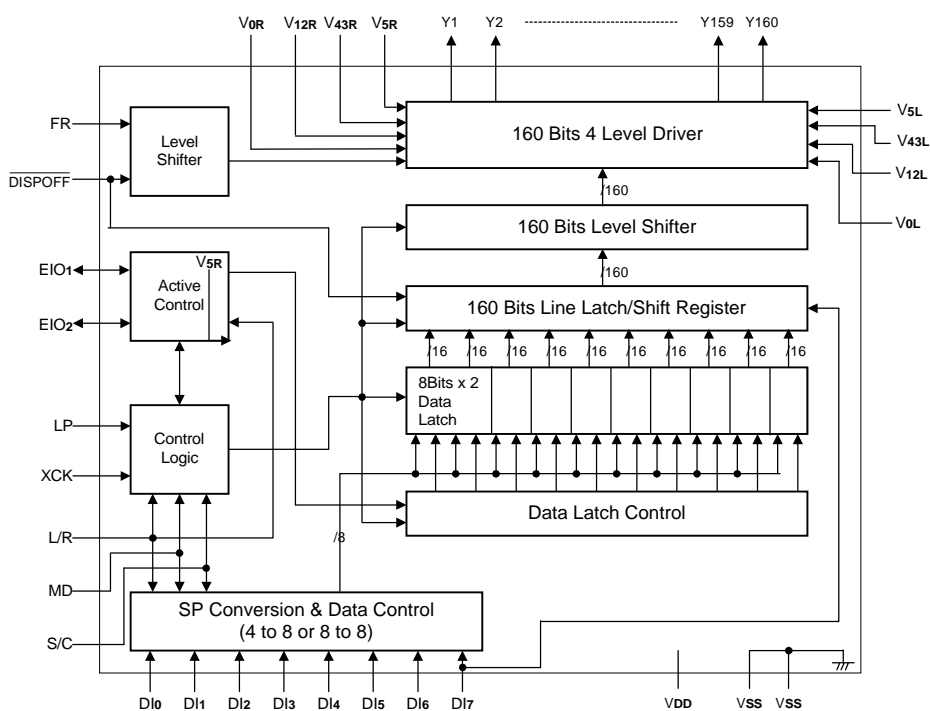 V0R V12R V43R V5R Y1 Y2 Y159 Y160
FR
Level
Shifter
160 Bits 4 Level Driver
V5L
V43L
V12L
V0L
DISPOFF
/160
160 Bits Level Shifter
/160
EIO1
EIO2
Active
Control
V5R
160 Bits Line Latch/Shift Register
/16 /16 /16 /16 /16 /16 /16 /16 /16 /16
8Bits x 2
Data
Latch
LP
XCK
Control
Logic
Data Latch Control
L/R
MD
S/C
/8
SP Conversion & Data Control
(4 to 8 or 8 to 8)
DI0 DI1 DI2 DI3 DI4 DI5 DI6 DI7 VDD VSS VSS